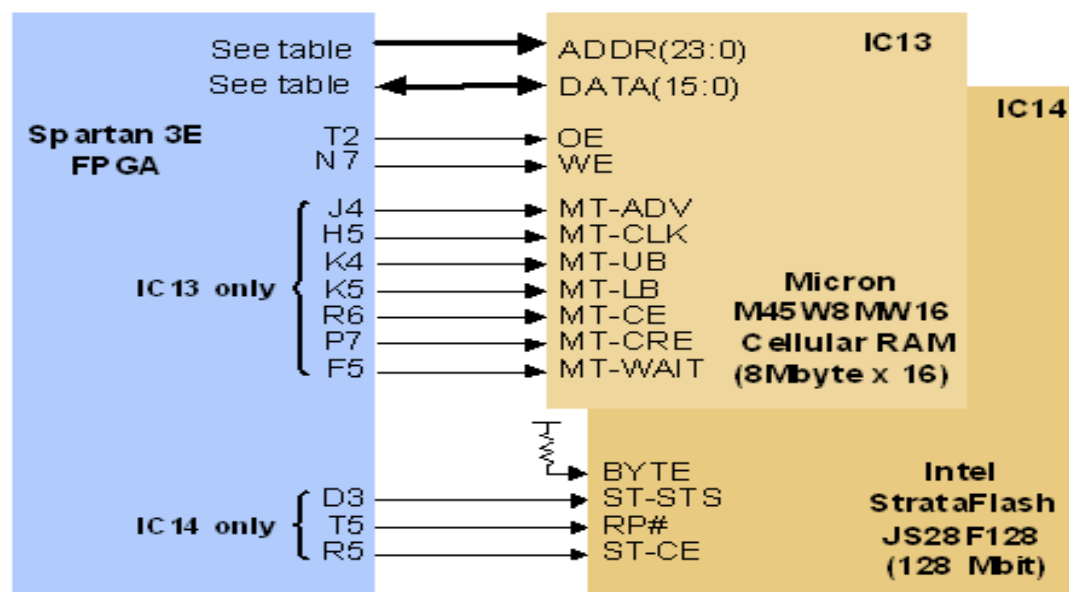 See table ADDR(23:0) IC13
See table DATA(15:0)
IC14
Spartan 3E
FPGA
T2 OE
N7 WE
J4 MT-ADV
H5 MT-CLK
K4 MT-UB
IC13 only
K5 MT-LB
R6 MT-CE
P7 MT-CRE
F5 MT-WAIT
Micron
M45W8MW16
Cellular RAM
(8Mbyte x 16)
BYTE
IC14 only
D3 ST-STS
T5 RP#
R5 ST-CE
Intel
StrataFlash
JS28F128
(128 Mbit)